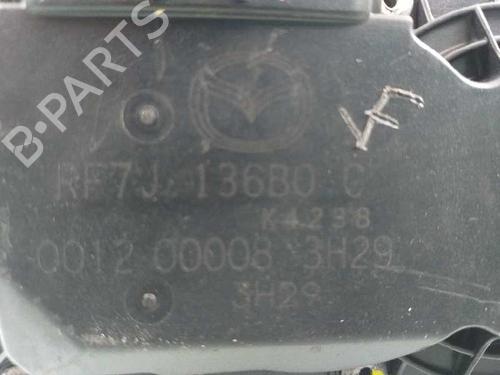 B-PARTS
VF
RF7J 136B0 C
K4238
0012 00008 3H29
3H29